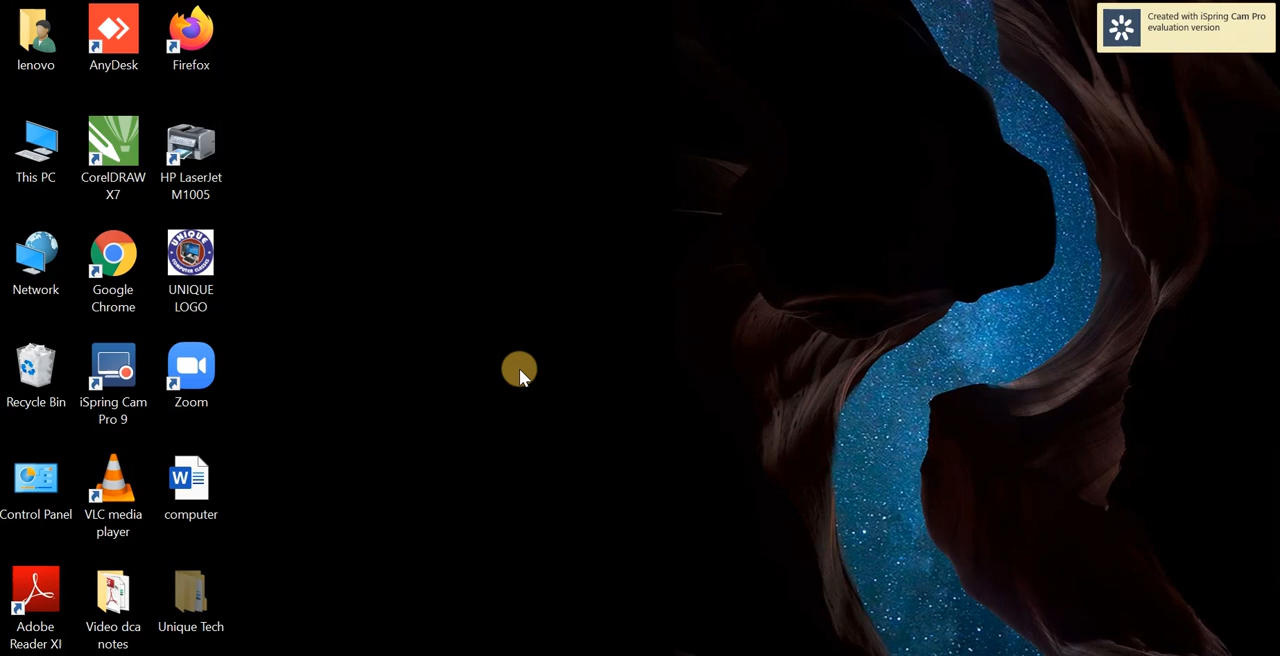 lenovo
AnyDesk
Firefox
Created with iSpring Cam Pro
evaluation version
This PC
CorelDRAW
X7
HP LaserJet
M1005
Network
Google
Chrome
UNIQUE
UNIQUE
LOGO
Recycle Bin
iSpring Cam
Pro 9
Zoom
Control Panel
VLC media
player
W
computer
Adobe
Reader XI
Video dca
notes
Unique Tech